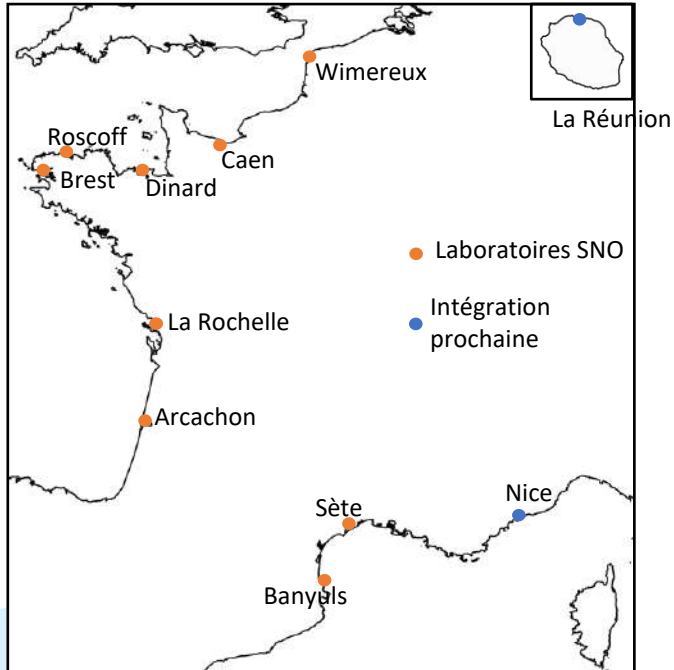 Wimereux
La Réunion
Roscoff
Caen
Brest
Dinard
Laboratoires SNO
La Rochelle
Intégration
prochaine
Arcachon
Nice
Sète
Banyuls